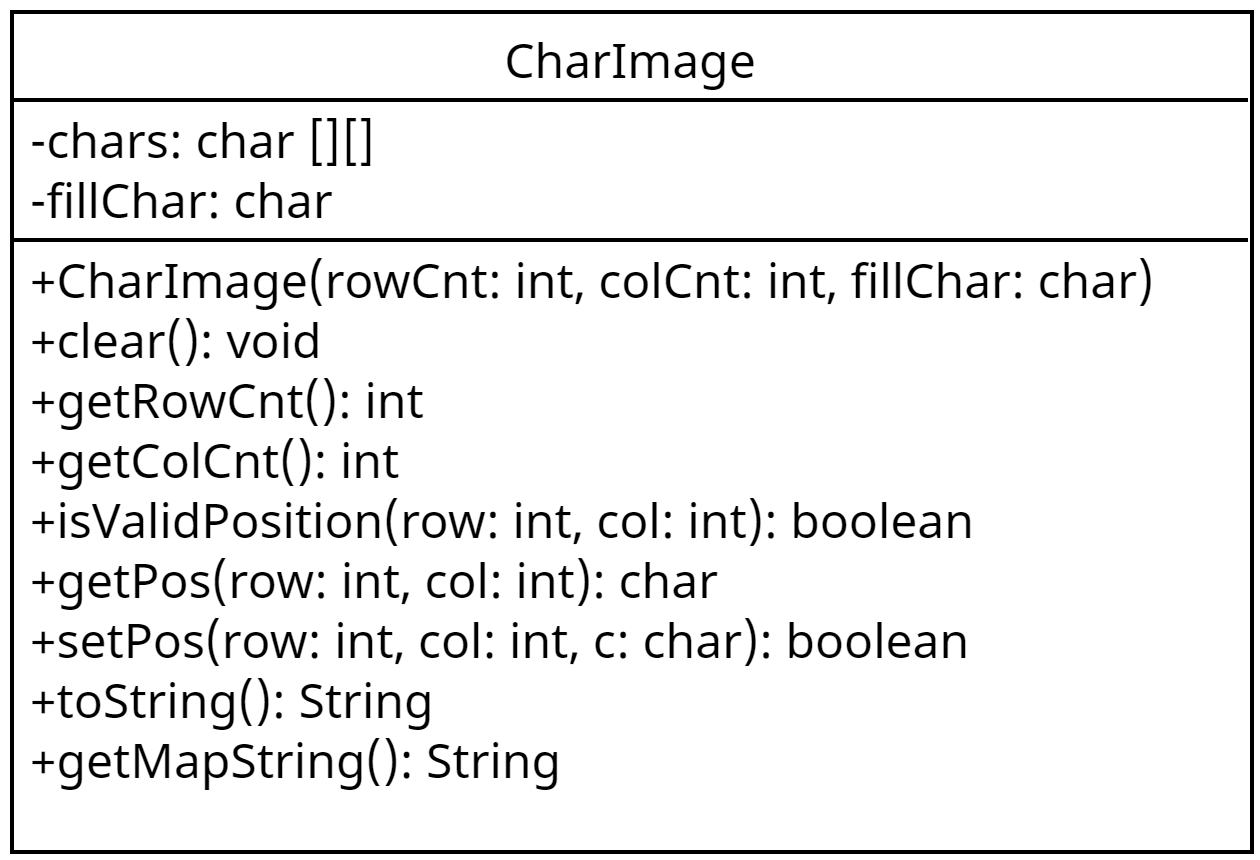 CharImage
-chars: char [][]
-fillChar: char
+CharImage(rowCnt: int, colCnt: int, fillChar: char)
+clear(): void
+getRowCnt(): int
+getColCnt(): int
+isValidPosition(row: int, col: int): boolean
+getPos(row: int, col: int): char
+setPos(row: int, col: int, c: char): boolean
+toString(): String
+getMapString(): String